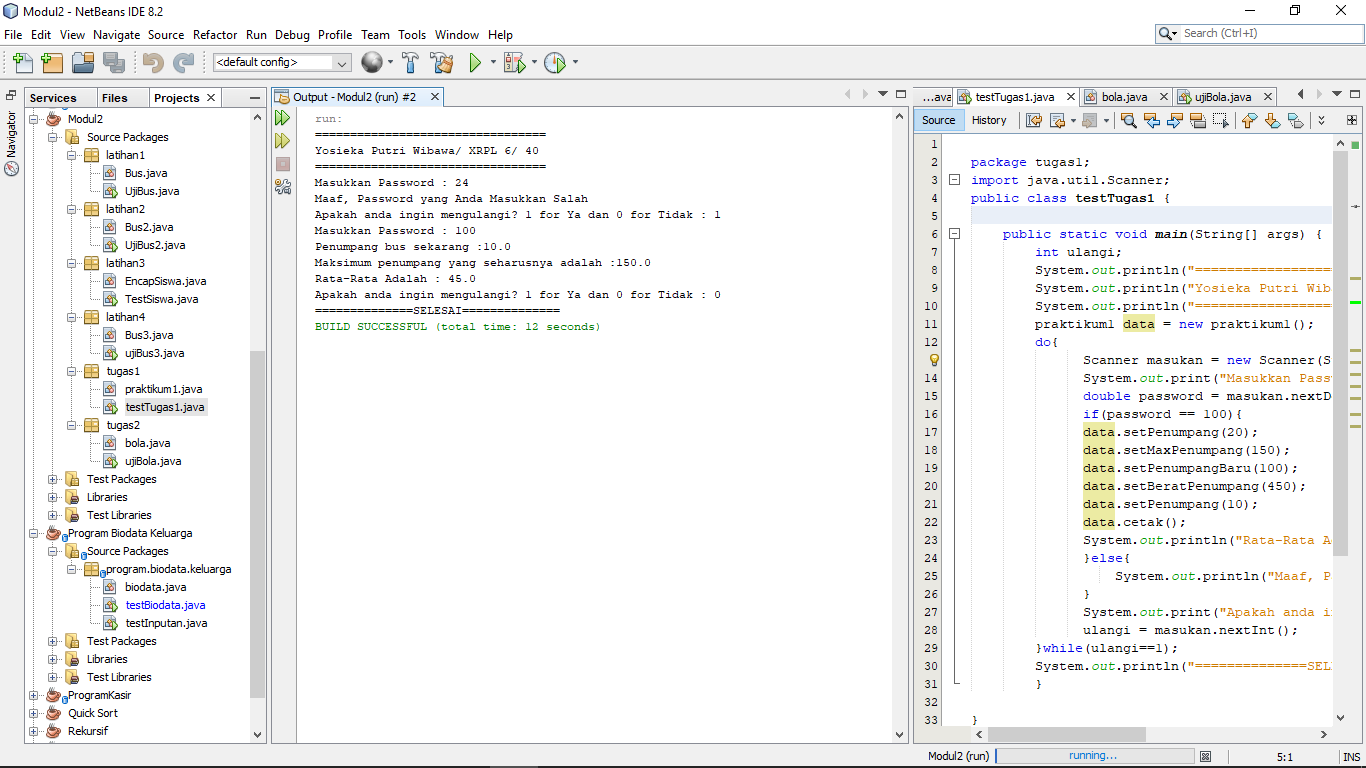 Modul2 - NetBeans IDE 8.2
File Edit View Navigate Source Refactor Run Debug Profile Team Tools Window Help
Search (Ctrl+I)
<default config>
Navigator
Services Files Projects
Modul2
Source Packages
latihan1
Bus.java
UjiBus.java
latihan2
Bus2.java
UjiBus2.java
latihan3
EncapSiswa.java
TestSiswa.java
latihan4
Bus3.java
ujiBus3.java
tugas1
praktikum1.java
testTugas1.java
tugas2
bola.java
ujiBola.java
Test Packages
Libraries
Test Libraries
Program Biodata Keluarga
Source Packages
program.biodata.keluarga
biodata.java
testBiodata.java
testInputan.java
Test Packages
Libraries
Test Libraries
ProgramKasir
Quick Sort
Rekursif
Output - Modul2 (run) #2
run:
=================================
Yosieka Putri Wibawa/ XRPL 6/ 40
=================================
Masukkan Password : 24
Maaf, Password yang Anda Masukkan Salah
Apakah anda ingin mengulangi? 1 for Ya dan 0 for Tidak : 1
Masukkan Password : 100
Penumpang bus sekarang :10.0
Maksimum penumpang yang seharusnya adalah :150.0
Rata-Rata Adalah : 45.0
Apakah anda ingin mengulangi? 1 for Ya dan 0 for Tidak : 0
==============SELESAI==============
BUILD SUCCESSFUL (total time: 12 seconds)
...ava testTugas1.java bola.java ujiBola.java
Source History
1
2 package tugas1;
3 import java.util.Scanner;
4 public class testTugas1 {
5
6 public static void main(String[] args) {
7 int ulangi;
8 System.out.println("==================
9 System.out.println("Yosieka Putri Wib
10 System.out.println("==================
11 praktikum1 data = new praktikum1();
12 do{
Scanner masukan = new Scanner(S
14 System.out.print("Masukkan Pass
15 double password = masukan.nextD
16 if(password == 100){
17 data.setPenumpang(20);
18 data.setMaxPenumpang(150);
19 data.setPenumpangBaru(100);
20 data.setBeratPenumpang(450);
21 data.setPenumpang(10);
22 data.cetak();
23 System.out.println("Rata-Rata A
24 }else{
25 System.out.println("Maaf, P
26 }
27 System.out.print("Apakah anda i
28 ulangi = masukan.nextInt();
29 }while(ulangi==1);
30 System.out.println("==============SEL
31 }
32
33 }
Modul2 (run) running... 5:1 INS